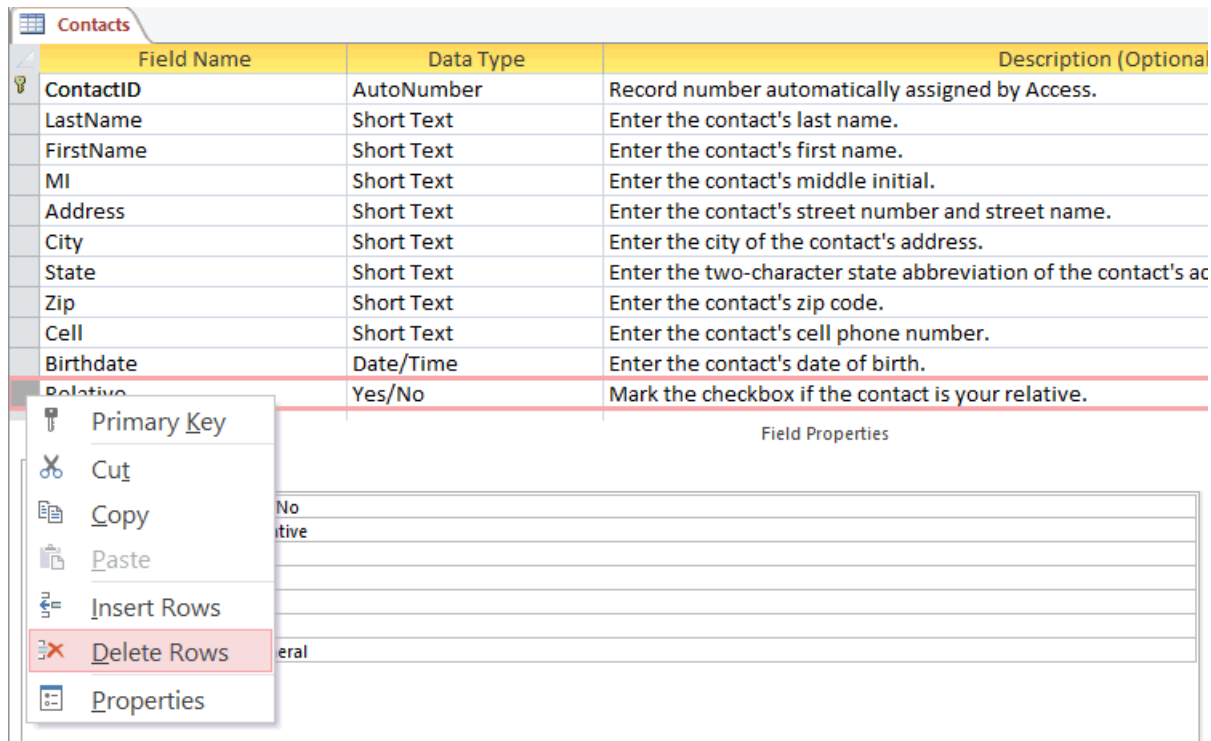 Contacts
Field Name Data Type Description (Optional
ContactID AutoNumber Record number automatically assigned by Access.
LastName Short Text Enter the contact's last name.
FirstName Short Text Enter the contact's first name.
MI Short Text Enter the contact's middle initial.
Address Short Text Enter the contact's street number and street name.
City Short Text Enter the city of the contact's address.
State Short Text Enter the two-character state abbreviation of the contact's ad
Zip Short Text Enter the contact's zip code.
Cell Short Text Enter the contact's cell phone number.
Birthdate Date/Time Enter the contact's date of birth.
Relative Yes/No Mark the checkbox if the contact is your relative.
Field Properties
Primary Key
Cut
Copy
Paste
Insert Rows
Delete Rows
Properties
No
ative
eral